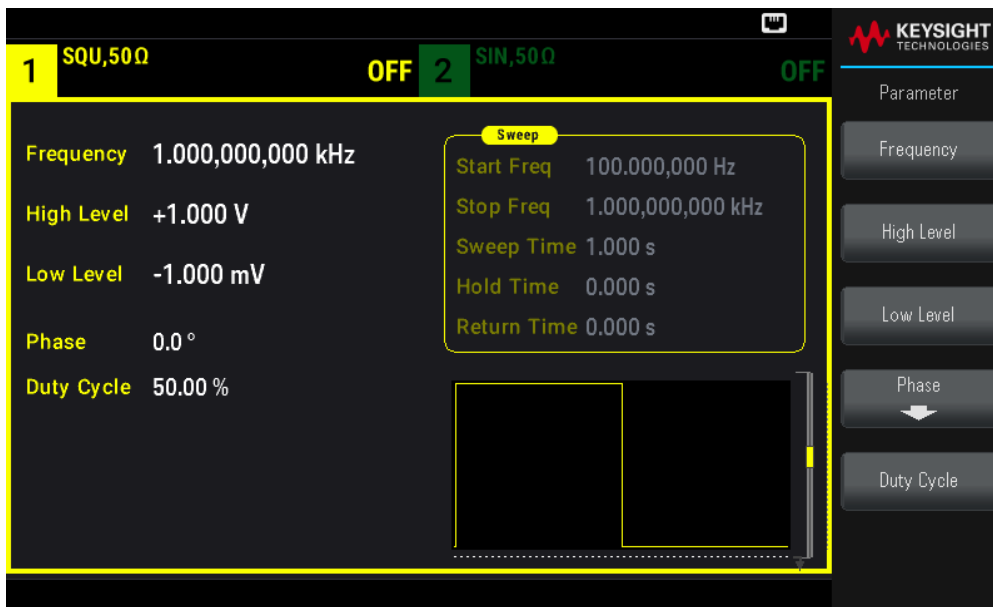 KEYSIGHT
TECHNOLOGIES
1 SQU,50Ω OFF
2 SIN,50Ω OFF
Frequency 1.000,000,000 kHz
High Level +1.000 V
Low Level -1.000 mV
Phase 0.0 °
Duty Cycle 50.00 %
Sweep
Start Freq 100.000,000 Hz
Stop Freq 1.000,000,000 kHz
Sweep Time 1.000 s
Hold Time 0.000 s
Return Time 0.000 s
Parameter
Frequency
High Level
Low Level
Phase
Duty Cycle